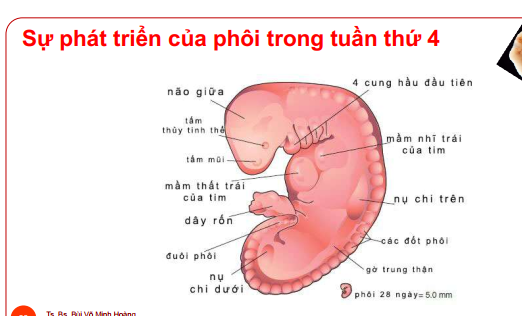 Sự phát triển của phôi trong tuần thứ 4
4 cung hầu đầu tiên
não giữa
tấm
thủy tinh thể
mầm nhĩ trái
của tim
tấm mũi
mầm thất trái
của tim
nụ chi trên
dây rốn
các đốt phôi
đuôi phôi
gờ trung thận
nụ
chi dưới
phôi 28 ngày = 5.0 mm
Ts. Bs. Bùi Võ Minh Hoàng